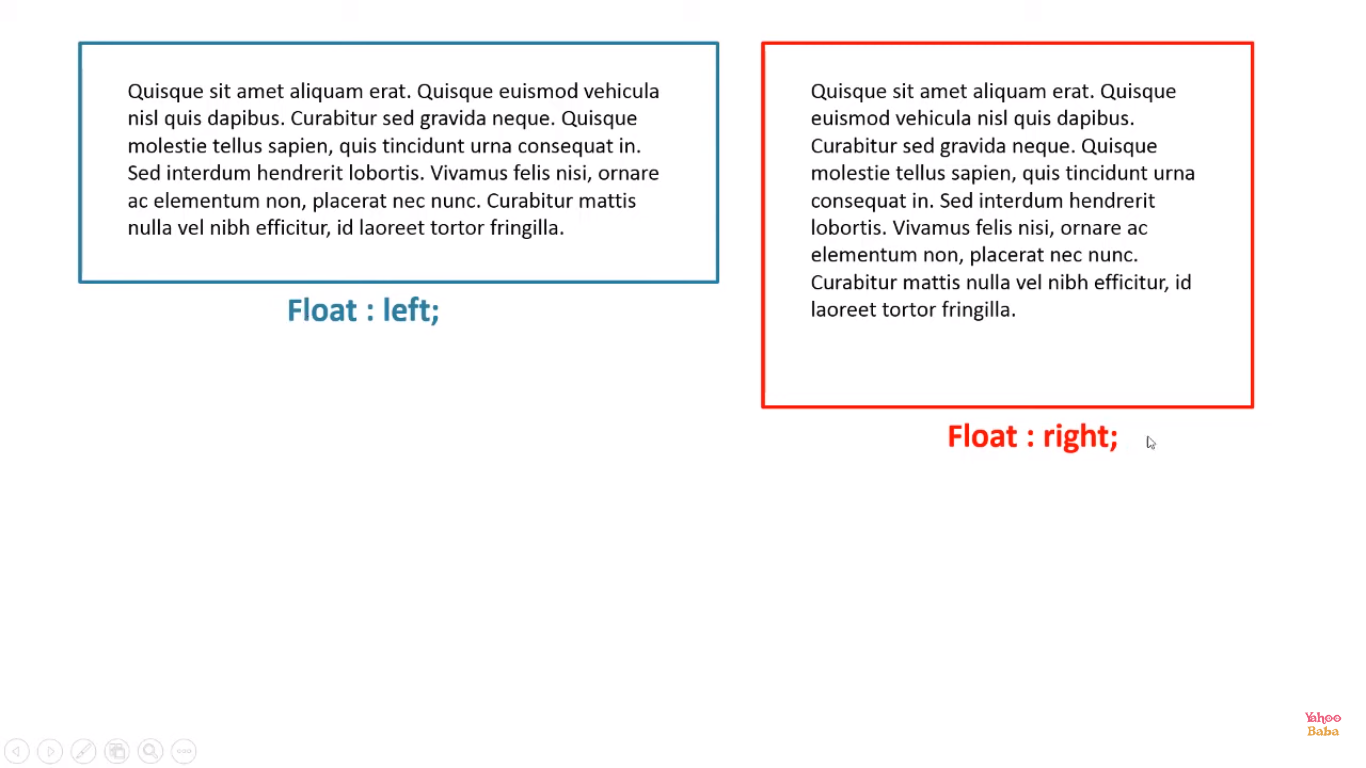 Quisque sit amet aliquam erat. Quisque euismod vehicula
nisl quis dapibus. Curabitur sed gravida neque. Quisque
molestie tellus sapien, quis tincidunt urna consequat in.
Sed interdum hendrerit lobortis. Vivamus felis nisi, ornare
ac elementum non, placerat nec nunc. Curabitur mattis
nulla vel nibh efficitur, id laoreet tortor fringilla.
Float : left;
Quisque sit amet aliquam erat. Quisque
euismod vehicula nisl quis dapibus.
Curabitur sed gravida neque. Quisque
molestie tellus sapien, quis tincidunt urna
consequat in. Sed interdum hendrerit
lobortis. Vivamus felis nisi, ornare ac
elementum non, placerat nec nunc.
Curabitur mattis nulla vel nibh efficitur, id
laoreet tortor fringilla.
Float : right;
Yahoo
Baba